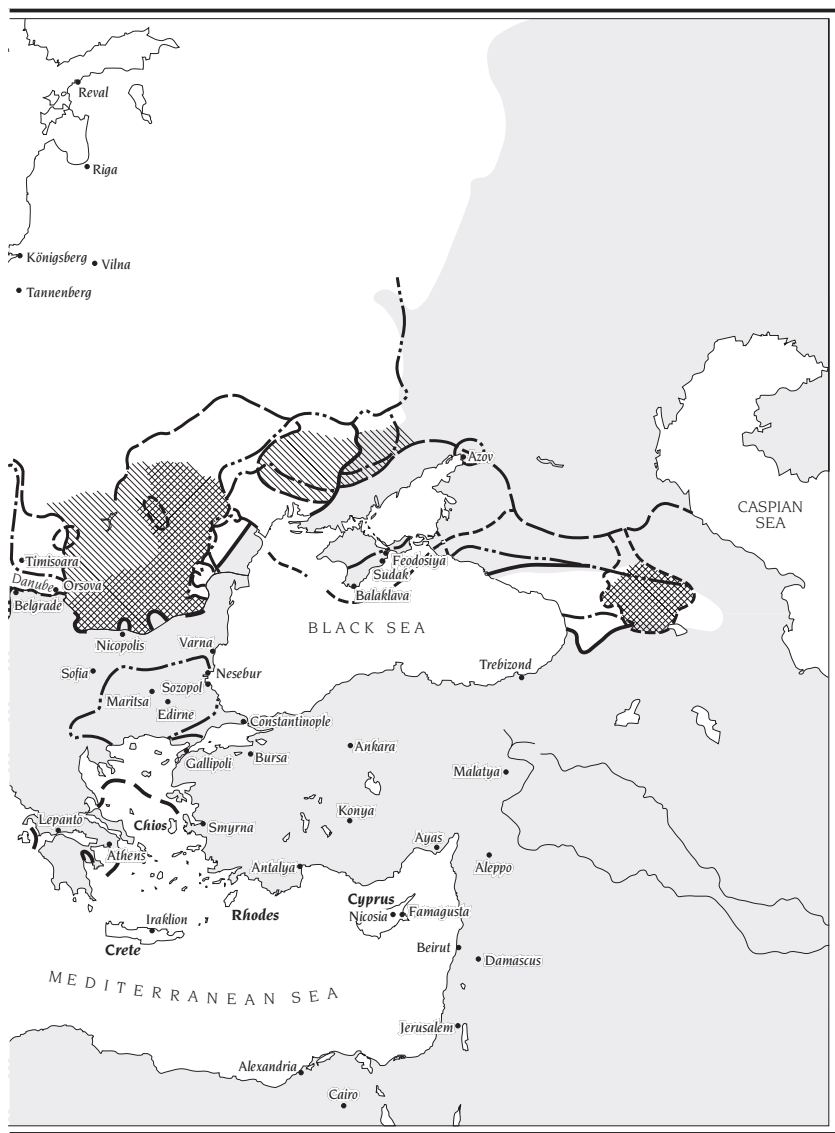 Reval
Riga
Königsberg
Vilna
Tannenberg
Azov
CASPIAN
SEA
Timisoara
Danube
Orsova
Belgrade
Feodosiya
Sudak
Balaklava
BLACK SEA
Nicopolis
Varna
Sofia
Nesebur
Trebizond
Maritsa
Sozopol
Edirne
Constantinople
Gallipoli
Bursa
Ankara
Malatya
Konya
Chios
Lepanto
Smyrna
Athens
Ayas
Antalya
Aleppo
Cyprus
Nicosia
Famagusta
Rhodes
Iraklion
Crete
Beirut
Damascus
MEDITERRANEAN SEA
Jerusalem
Alexandria
Cairo